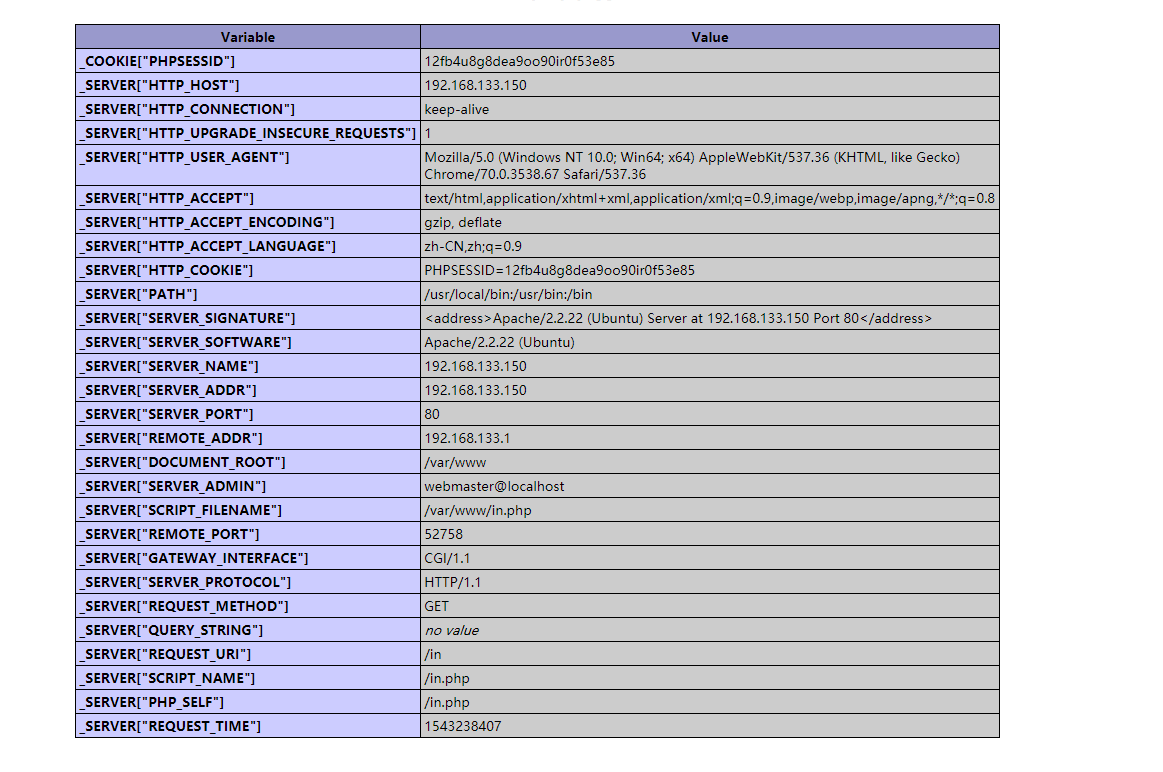 Variable Value
_COOKIE["PHPSESSID"] 12fb4u8g8dea9oo90ir0f53e85
_SERVER["HTTP_HOST"] 192.168.133.150
_SERVER["HTTP_CONNECTION"] keep-alive
_SERVER["HTTP_UPGRADE_INSECURE_REQUESTS"] 1
_SERVER["HTTP_USER_AGENT"] Mozilla/5.0 (Windows NT 10.0; Win64; x64) AppleWebKit/537.36 (KHTML, like Gecko)
Chrome/70.0.3538.67 Safari/537.36
_SERVER["HTTP_ACCEPT"] text/html,application/xhtml+xml,application/xml;q=0.9,image/webp,image/apng,*/*;q=0.8
_SERVER["HTTP_ACCEPT_ENCODING"] gzip, deflate
_SERVER["HTTP_ACCEPT_LANGUAGE"] zh-CN,zh;q=0.9
_SERVER["HTTP_COOKIE"] PHPSESSID=12fb4u8g8dea9oo90ir0f53e85
_SERVER["PATH"] /usr/local/bin:/usr/bin:/bin
_SERVER["SERVER_SIGNATURE"] <address>Apache/2.2.22 (Ubuntu) Server at 192.168.133.150 Port 80</address>
_SERVER["SERVER_SOFTWARE"] Apache/2.2.22 (Ubuntu)
_SERVER["SERVER_NAME"] 192.168.133.150
_SERVER["SERVER_ADDR"] 192.168.133.150
_SERVER["SERVER_PORT"] 80
_SERVER["REMOTE_ADDR"] 192.168.133.1
_SERVER["DOCUMENT_ROOT"] /var/www
_SERVER["SERVER_ADMIN"] webmaster@localhost
_SERVER["SCRIPT_FILENAME"] /var/www/in.php
_SERVER["REMOTE_PORT"] 52758
_SERVER["GATEWAY_INTERFACE"] CGI/1.1
_SERVER["SERVER_PROTOCOL"] HTTP/1.1
_SERVER["REQUEST_METHOD"] GET
_SERVER["QUERY_STRING"] no value
_SERVER["REQUEST_URI"] /in
_SERVER["SCRIPT_NAME"] /in.php
_SERVER["PHP_SELF"] /in.php
_SERVER["REQUEST_TIME"] 1543238407